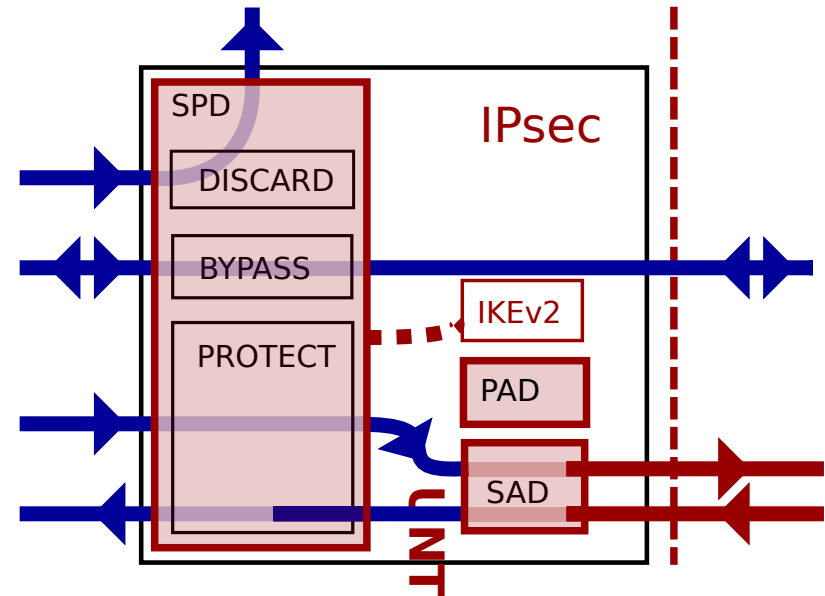 SPD
IPsec
DISCARD
BYPASS
IKEv2
PROTECT
PAD
SAD
UNT